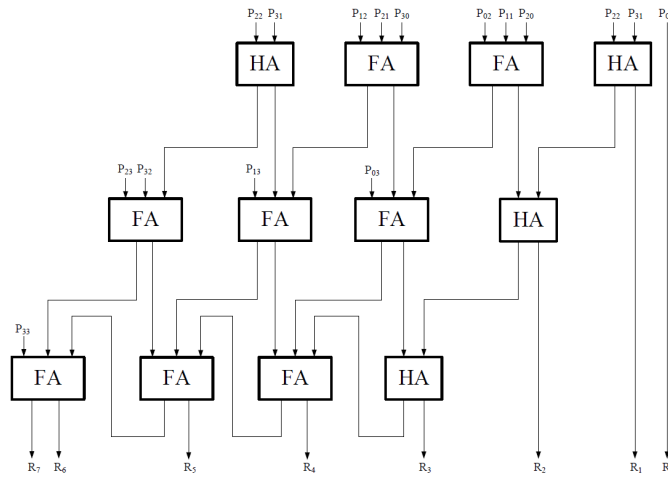 P₂₂ P₃₁ P₁₂ P₂₁ P₃₀ P₀₂ P₁₁ P₂₀ P₂₂ P₃₁
HA FA FA HA
P₂₃ P₃₂ P₁₃ P₀₃
FA FA FA HA
P₃₃
FA FA FA HA
R₇ R₆ R₅ R₄ R₃ R₂ R₁